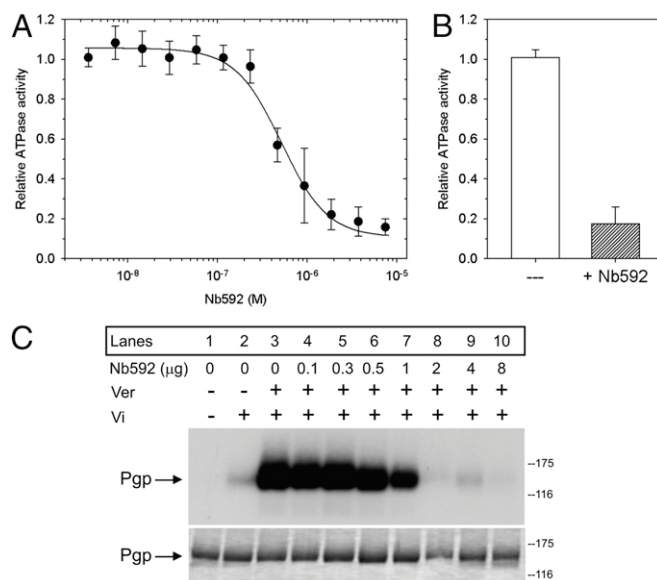 A
Relative ATPase activity
1.2
1.0
0.8
0.6
0.4
0.2
0.0
10-8 10-7 10-6 10-5
Nb592 (M)
B
Relative ATPase activity
1.2
1.0
0.8
0.6
0.4
0.2
0.0
--- + Nb592
C
Lanes 1 2 3 4 5 6 7 8 9 10
Nb592 (μg) 0 0 0 0.1 0.3 0.5 1 2 4 8
Ver - - + + + + + + + +
Vi - + + + + + + + + +
--175
Pgp
--116
--175
Pgp
--116